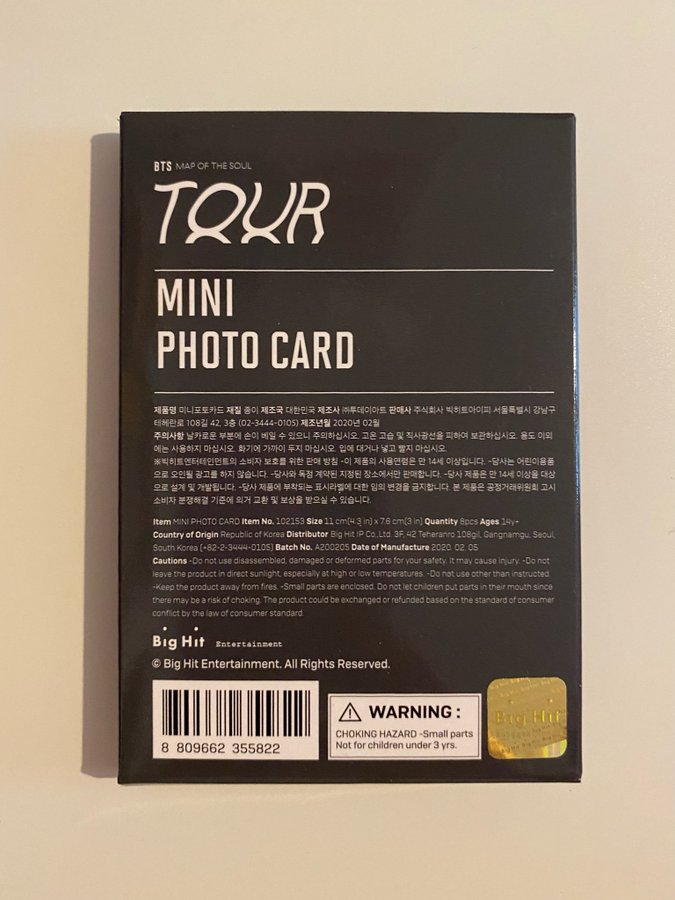 BTS MAP OF THE SOUL
TOUR
MINI
PHOTO CARD
제품명 미니포토카드 재질 종이 제조국 대한민국 제조사 ㈜투데이아트 판매사 주식회사 빅히트아이피 서울특별시 강남구
테헤란로 108길 42, 3층 (02-3444-0105) 제조년월 2020년 02월
주의사항 날카로운 부분에 손이 베일 수 있으니 주의하십시오. 고온 고습 및 직사광선을 피하여 보관하십시오. 용도 이외
에는 사용하지 마십시오. 화기에 가까이 두지 마십시오. 입에 대거나 넣고 빨지 마십시오.
※빅히트엔터테인먼트의 소비자 보호를 위한 판매 방침 -이 제품의 사용연령은 만 14세 이상입니다. -당사는 어린이용품
으로 오인될 광고를 하지 않습니다. -당사와 독점 계약된 지정된 장소에서만 판매합니다. -당사 제품은 만 14세 이상을 대상
으로 설계 및 개발됩니다. -당사 제품에 부착되는 표시라벨에 대한 임의 변경을 금지합니다. 본 제품은 공정거래위원회 고시
소비자 분쟁해결 기준에 의거 교환 및 보상을 받으실 수 있습니다.
Item MINI PHOTO CARD Item No. 102153 Size 11 cm(4.3 in) x 7.6 cm(3 in) Quantity 8pcs Ages 14y+
Country of Origin Republic of Korea Distributor Big Hit IP Co,.Ltd. 3F, 42 Teheranro 108gil, Gangnamgu, Seoul,
South Korea (+82-2-3444-0105) Batch No. A200205 Date of Manufacture 2020. 02. 05
Cautions -Do not use disassembled, damaged or deformed parts for your safety. It may cause injury. -Do not
leave the product in direct sunlight, especially at high or low temperatures. -Do not use other than instructed.
-Keep the product away from fires. -Small parts are enclosed. Do not let children put parts in their mouth since
there may be a risk of choking. The product could be exchanged or refunded based on the standard of consumer
conflict by the law of consumer standard.
Big Hit Entertainment
© Big Hit Entertainment. All Rights Reserved.
WARNING :
CHOKING HAZARD -Small parts
Not for children under 3 yrs.
Big Hit
8 809662 355822